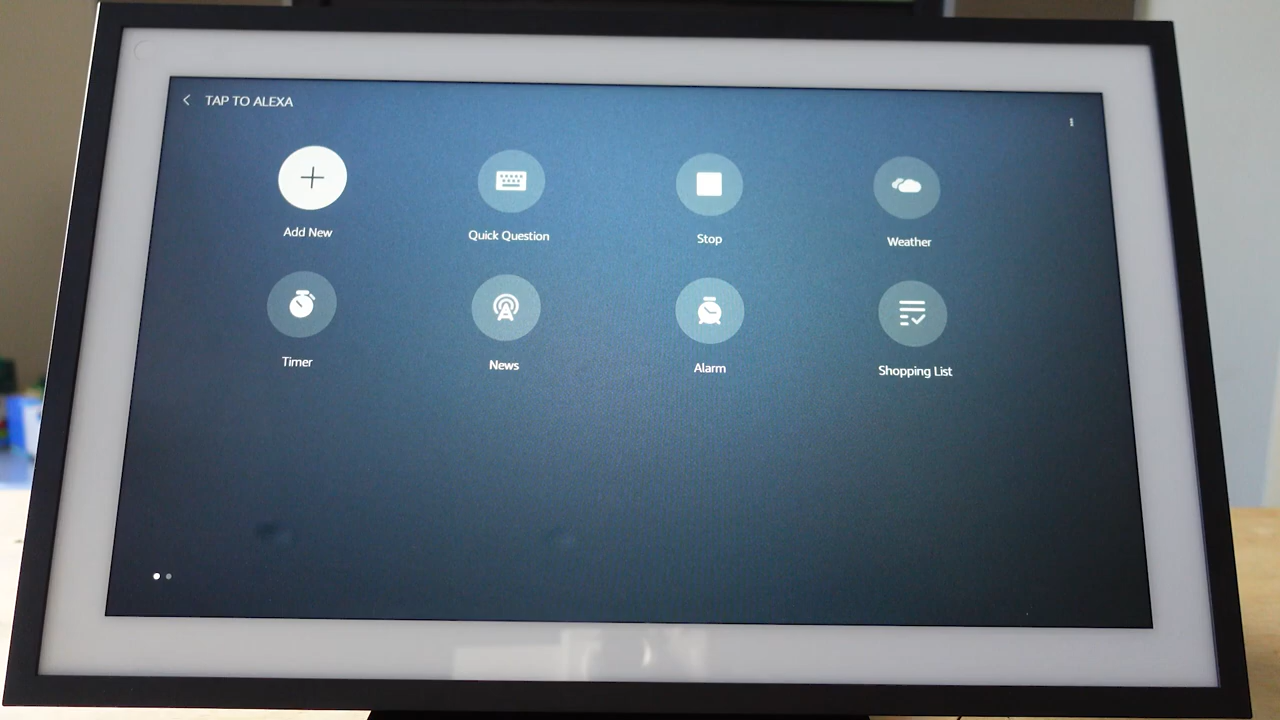 TAP TO ALEXA
Add New
Quick Question
Stop
Weather
Timer
News
Alarm
Shopping List